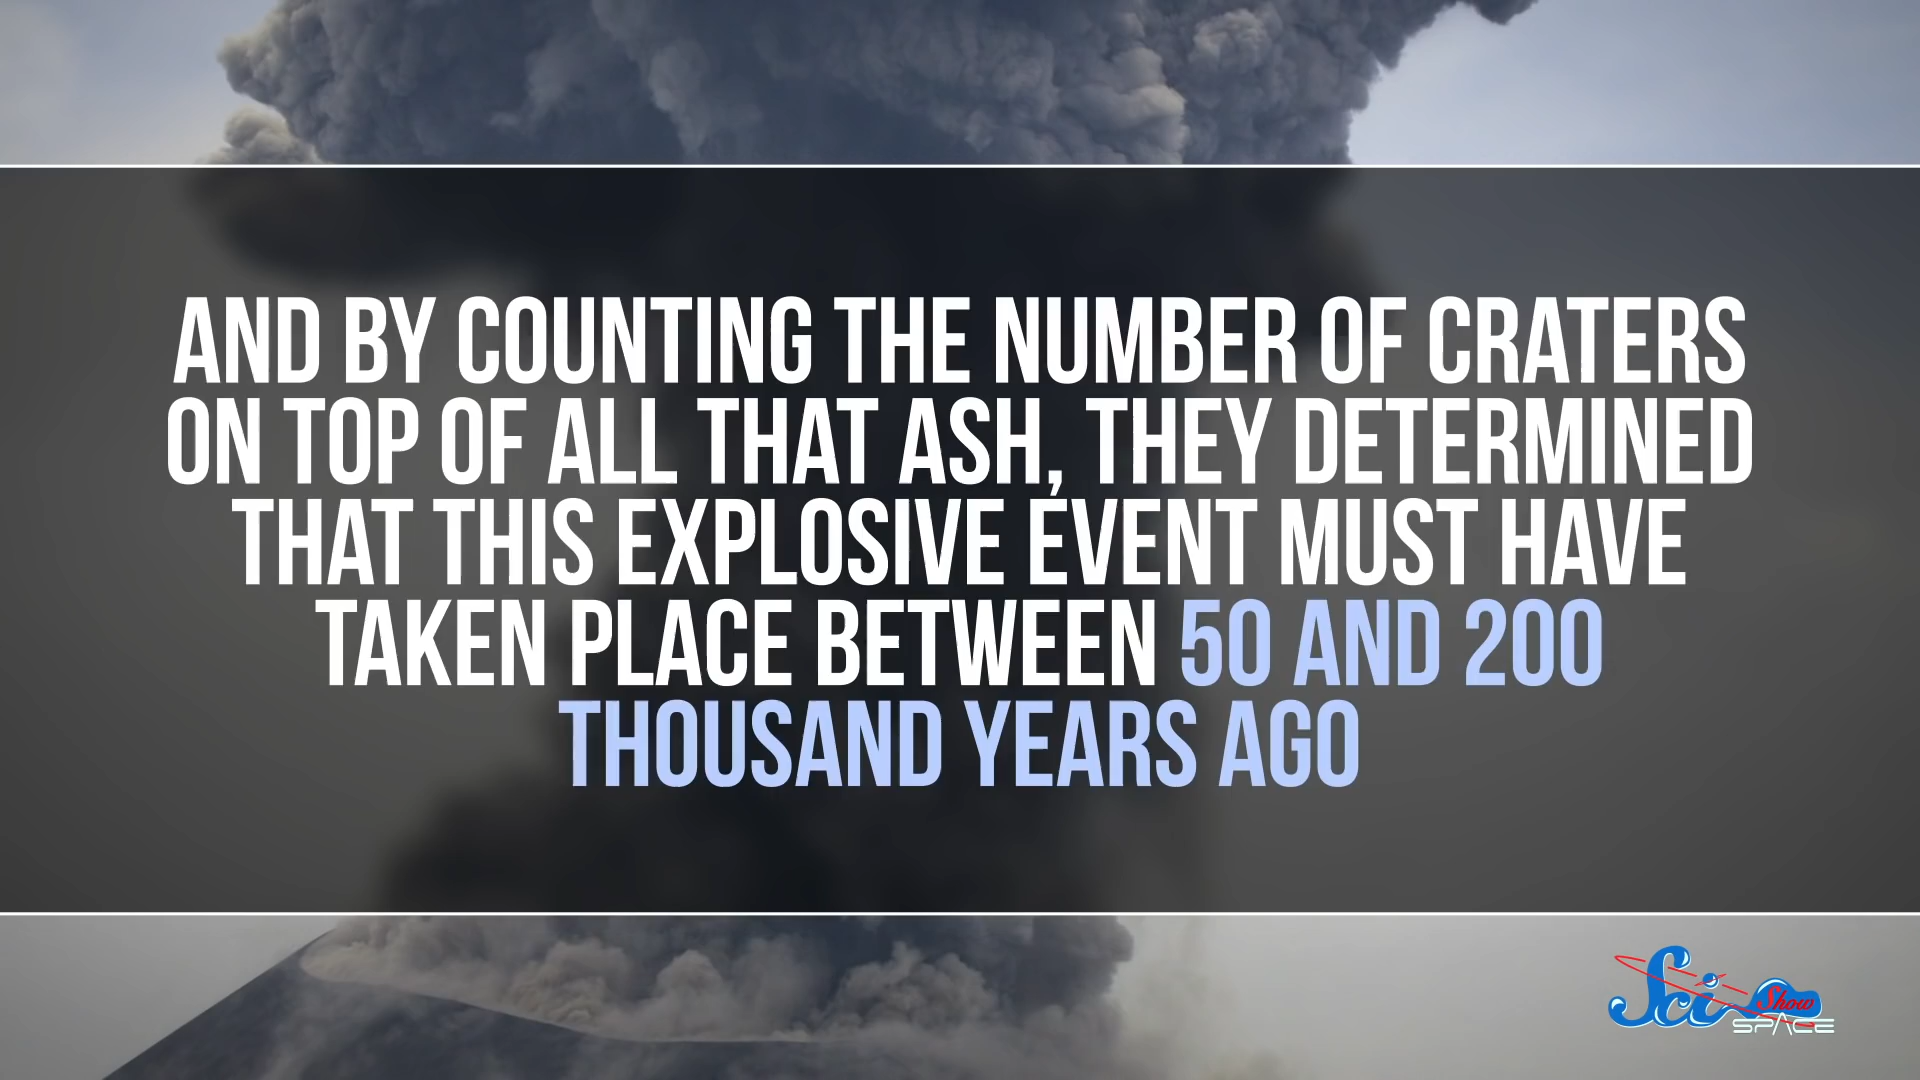 AND BY COUNTING THE NUMBER OF CRATERS
ON TOP OF ALL THAT ASH, THEY DETERMINED
THAT THIS EXPLOSIVE EVENT MUST HAVE
TAKEN PLACE BETWEEN 50 AND 200
THOUSAND YEARS AGO
Sci Show
SPACE